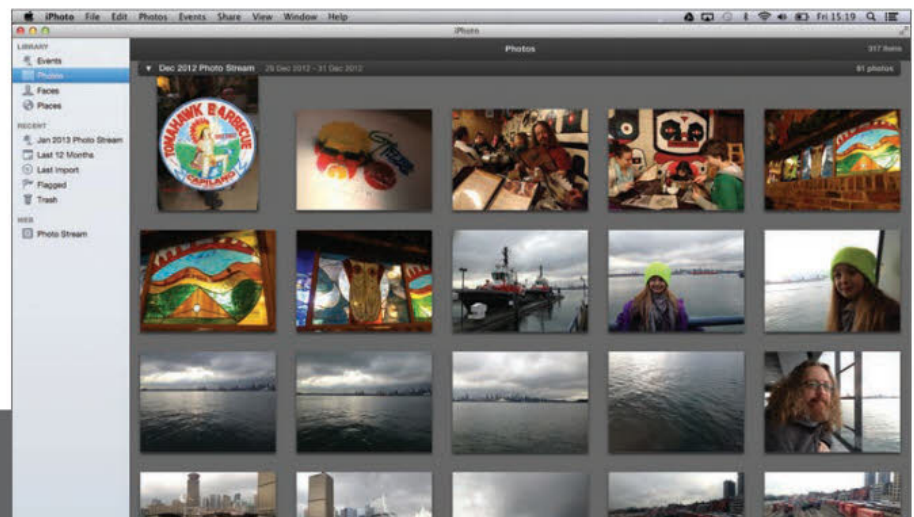 iPhoto File Edit Photos Events Share View Window Help Fri 15:19
iPhoto
LIBRARY
Events
Photos
Faces
Places
RECENT
Jan 2013 Photo Stream
Last 12 Months
Last Import
Flagged
Trash
WEB
Photo Stream
Photos 317 items
Dec 2012 Photo Stream 28 Dec 2012 - 31 Dec 2012 81 photos
TOMAHAWK BARBECUE
CAPILANO